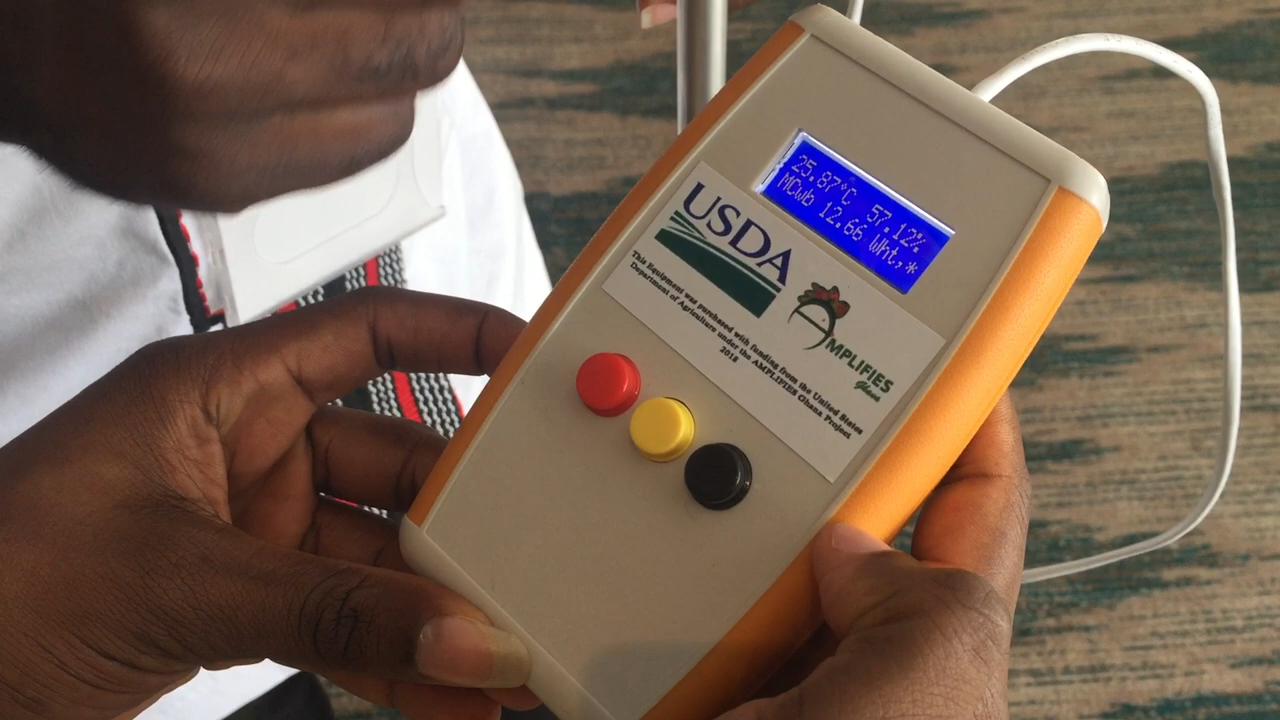 25.87°C 57.12%
MCwb 12.66 Wht,*
USDA
AMPLIFIES
Ghana
This Equipment was purchased with funding from the United States
Department of Agriculture under the AMPLIFIES Ghana Project
2018